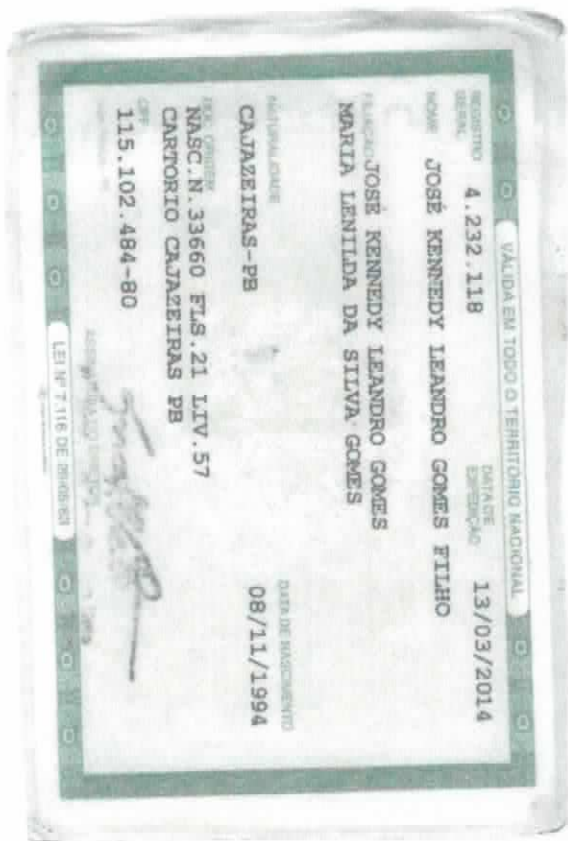 VÁLIDA EM TODO O TERRITÓRIO NACIONAL
REGISTRO GERAL 4.232.118 DATA DE EXPEDIÇÃO 13/03/2014
NOME JOSÉ KENNEDY LEANDRO GOMES FILHO
FILIAÇÃO JOSÉ KENNEDY LEANDRO GOMES
MARIA LENILDA DA SILVA GOMES
NATURALIDADE DATA DE NASCIMENTO
CAJAZEIRAS-PB 08/11/1994
DOC. ORIGEM
NASC.N.33660 FLS.21 LIV.57
CARTORIO CAJAZEIRAS PB
CPF
115.102.484-80
LEI Nº 7.116 DE 29/08/83